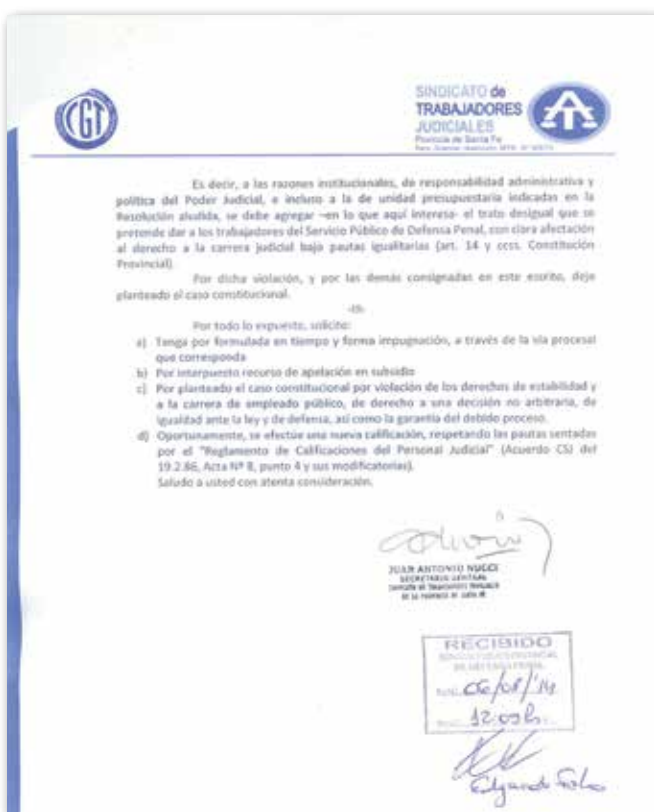 CGT
SINDICATO de
TRABAJADORES
JUDICIALES
Provincia de Santa Fe
Es decir, a las razones institucionales, de responsabilidad administrativa y
política del Poder Judicial, e incluso a la de unidad presupuestaria indicadas en la
Resolución aludida, se debe agregar -en lo que aquí interesa- el trato desigual que se
pretende dar a los trabajadores del Servicio Público de Defensa Penal, con clara afectación
al derecho a la carrera judicial bajo pautas igualitarias (art. 14 y ccss. Constitución
Provincial).
Por dicha violación, y por las demás consignadas en este escrito, dejo
planteado el caso constitucional.
Por todo lo expuesto, solicito:
a) Tenga por formulada en tiempo y forma impugnación, a través de la vía procesal
que corresponda
b) Por interpuesto recurso de apelación en subsidio
c) Por planteado el caso constitucional por violación de los derechos de estabilidad y
a la carrera de empleado público, de derecho a una decisión no arbitraria, de
igualdad ante la ley y de defensa, así como la garantía del debido proceso.
d) Oportunamente, se efectúe una nueva calificación, respetando las pautas sentadas
por el "Reglamento de Calificaciones del Personal Judicial" (Acuerdo CSJ del
19.2.86, Acta Nº 8, punto 4 y sus modificatorias).
Saludo a usted con atenta consideración.
JUAN ANTONIO NUCCI
SECRETARIO GENERAL
RECIBIDO
DE DEFENSA PENAL
06/08/14
12.09 h.
Edgardo